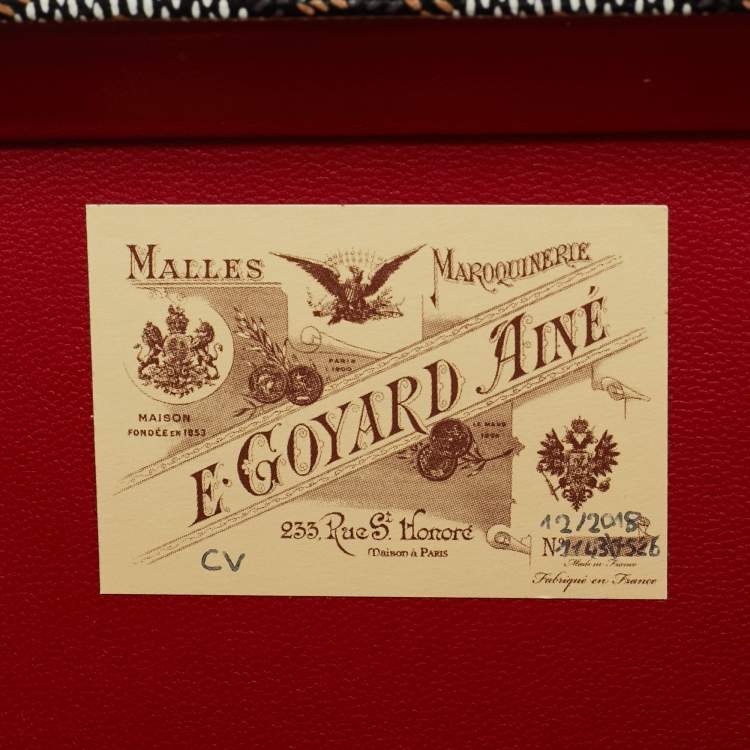 MALLES
MAROQUINERIE
PARIS
1900
MAISON
FONDÉE EN 1853
E. GOYARD AINÉ
LE MANS
233, Rue St. Honoré
Maison à PARIS
CV
12/2018
Nº
Made in France
Fabriqué en France